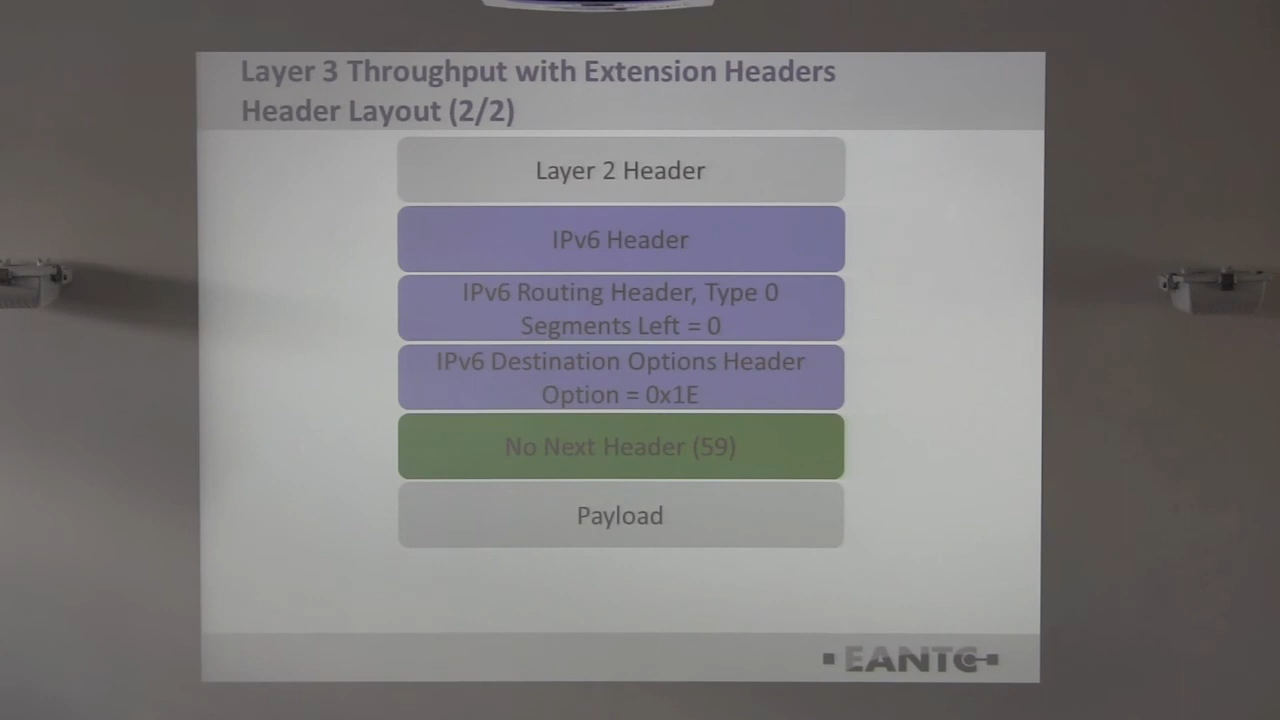 Layer 3 Throughput with Extension Headers
Header Layout (2/2)
Layer 2 Header
IPv6 Header
IPv6 Routing Header, Type 0
Segments Left = 0
IPv6 Destination Options Header
Option = 0x1E
No Next Header (59)
Payload
EANTC